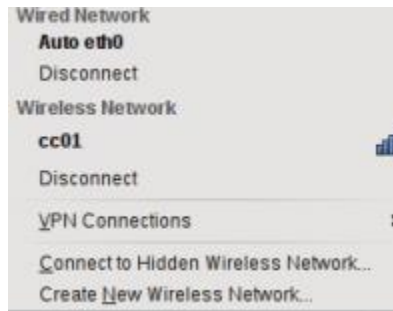 Wired Network
Auto eth0
Disconnect
Wireless Network
cc01
Disconnect
VPN Connections
Connect to Hidden Wireless Network...
Create New Wireless Network...